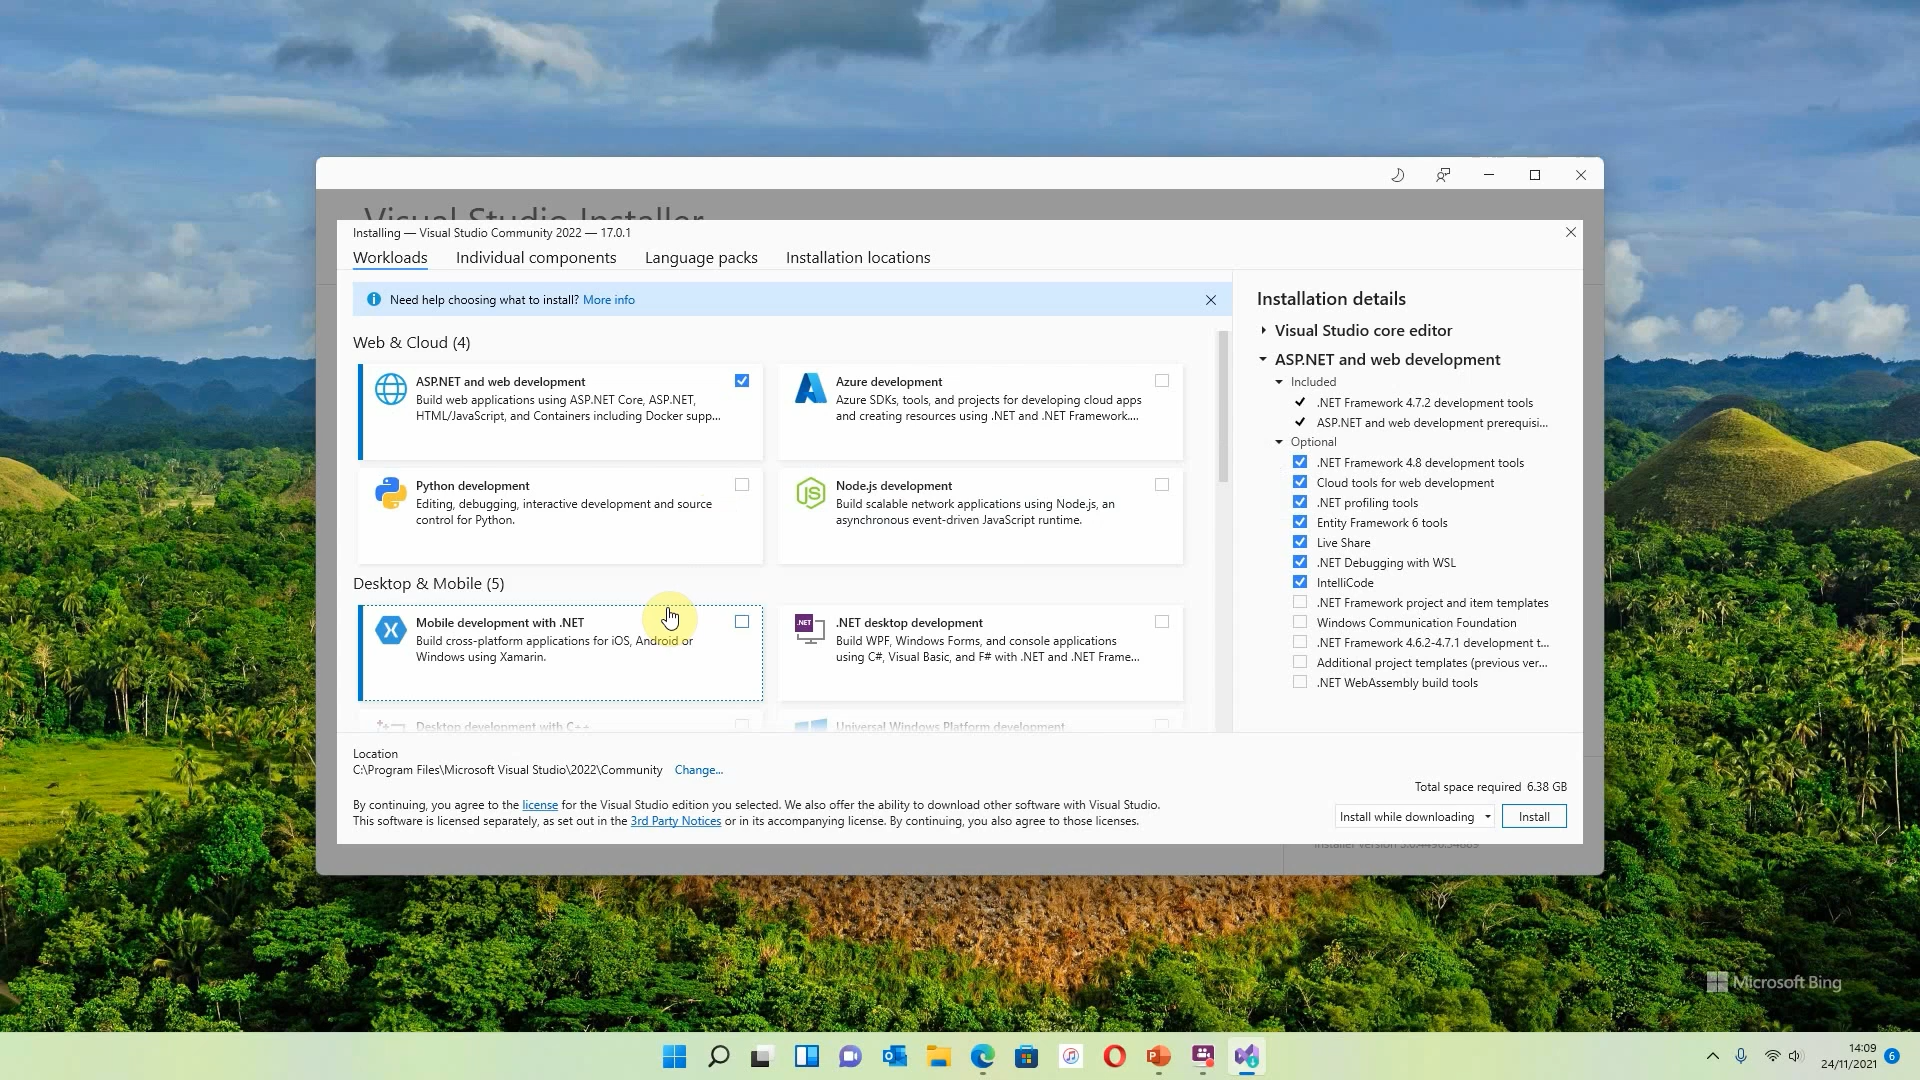 Visual Studio Installer
Installing — Visual Studio Community 2022 — 17.0.1
Workloads
Individual components
Language packs
Installation locations
Need help choosing what to install? More info
Web & Cloud (4)
ASP.NET and web development
Build web applications using ASP.NET Core, ASP.NET,
HTML/JavaScript, and Containers including Docker supp...
Azure development
Azure SDKs, tools, and projects for developing cloud apps
and creating resources using .NET and .NET Framework....
Python development
Editing, debugging, interactive development and source
control for Python.
Node.js development
Build scalable network applications using Node.js, an
asynchronous event-driven JavaScript runtime.
Desktop & Mobile (5)
Mobile development with .NET
Build cross-platform applications for iOS, Android or
Windows using Xamarin.
.NET desktop development
Build WPF, Windows Forms, and console applications
using C#, Visual Basic, and F# with .NET and .NET Frame...
Desktop development with C++
Universal Windows Platform development
Installation details
Visual Studio core editor
ASP.NET and web development
Included
.NET Framework 4.7.2 development tools
ASP.NET and web development prerequisi...
Optional
.NET Framework 4.8 development tools
Cloud tools for web development
.NET profiling tools
Entity Framework 6 tools
Live Share
.NET Debugging with WSL
IntelliCode
.NET Framework project and item templates
Windows Communication Foundation
.NET Framework 4.6.2-4.7.1 development t...
Additional project templates (previous ver...
.NET WebAssembly build tools
Location
C:\Program Files\Microsoft Visual Studio\2022\Community Change...
By continuing, you agree to the license for the Visual Studio edition you selected. We also offer the ability to download other software with Visual Studio.
This software is licensed separately, as set out in the 3rd Party Notices or in its accompanying license. By continuing, you also agree to those licenses.
Total space required 6.38 GB
Install while downloading
Install
Microsoft Bing
14:09
24/11/2021
6